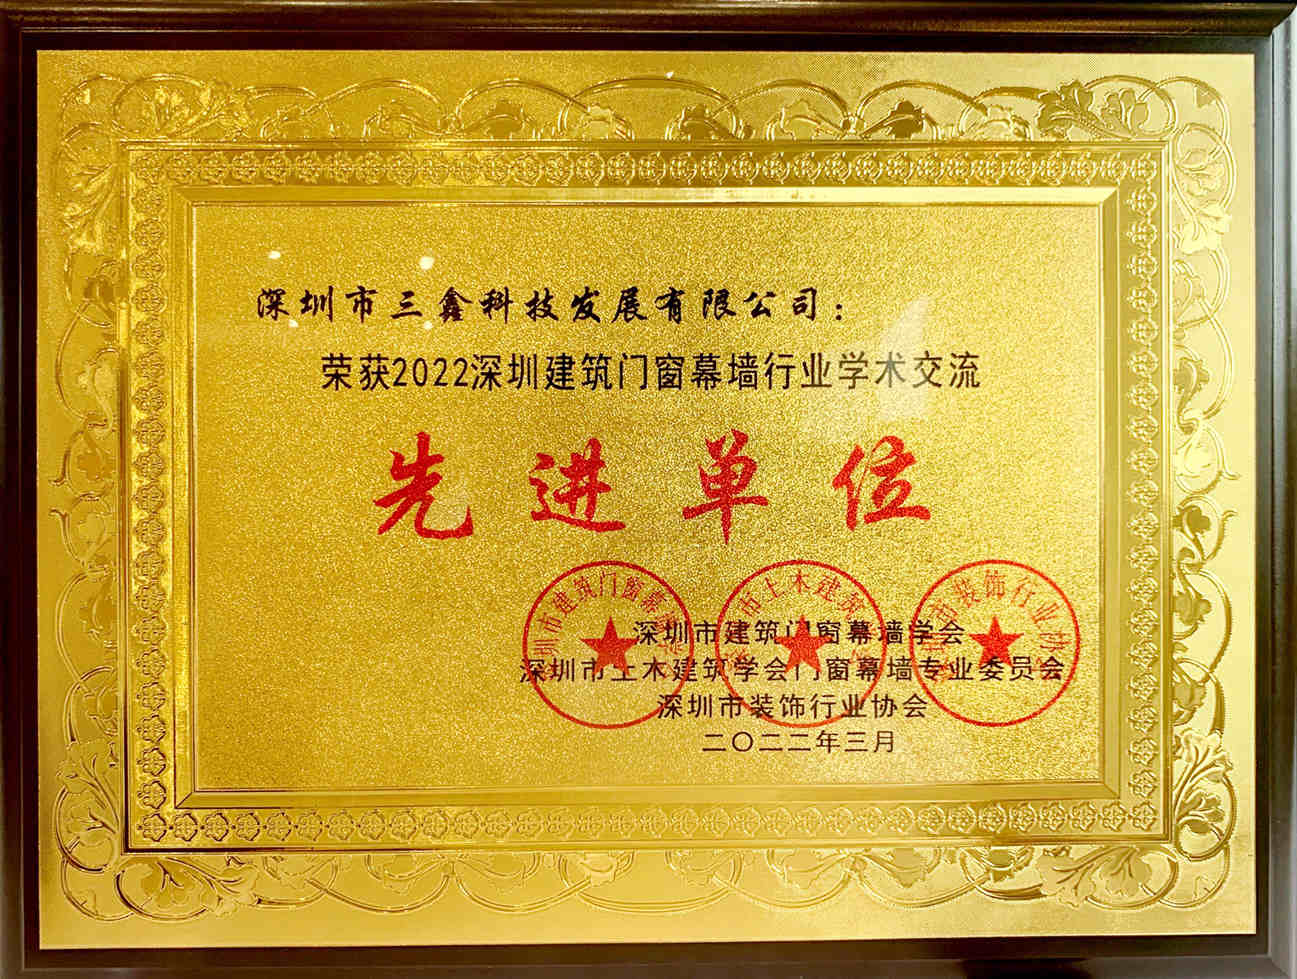 深圳市三鑫科技发展有限公司：
荣获2022深圳建筑门窗幕墙行业学术交流
先进单位
深圳市建筑门窗幕墙学会
深圳市土木建筑学会门窗幕墙专业委员会
深圳市装饰行业协会
二〇二二年三月